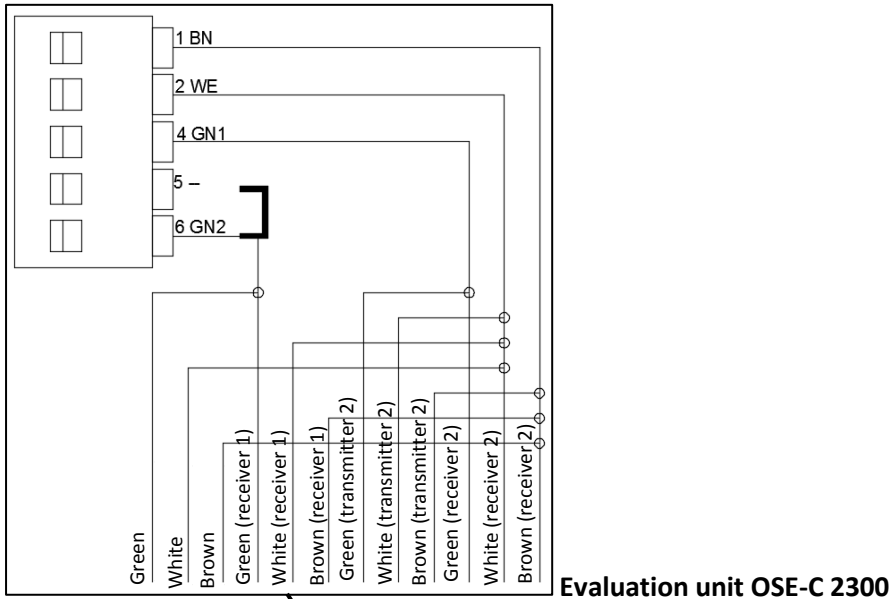 1 BN
2 WE
4 GN1
5 –
6 GN2
Green
White
Brown
Green (receiver 1)
White (receiver 1)
Brown (receiver 1)
Green (transmitter 2)
White (transmitter 2)
Brown (transmitter 2)
Green (receiver 2)
White (receiver 2)
Brown (receiver 2)
Evaluation unit OSE-C 2300